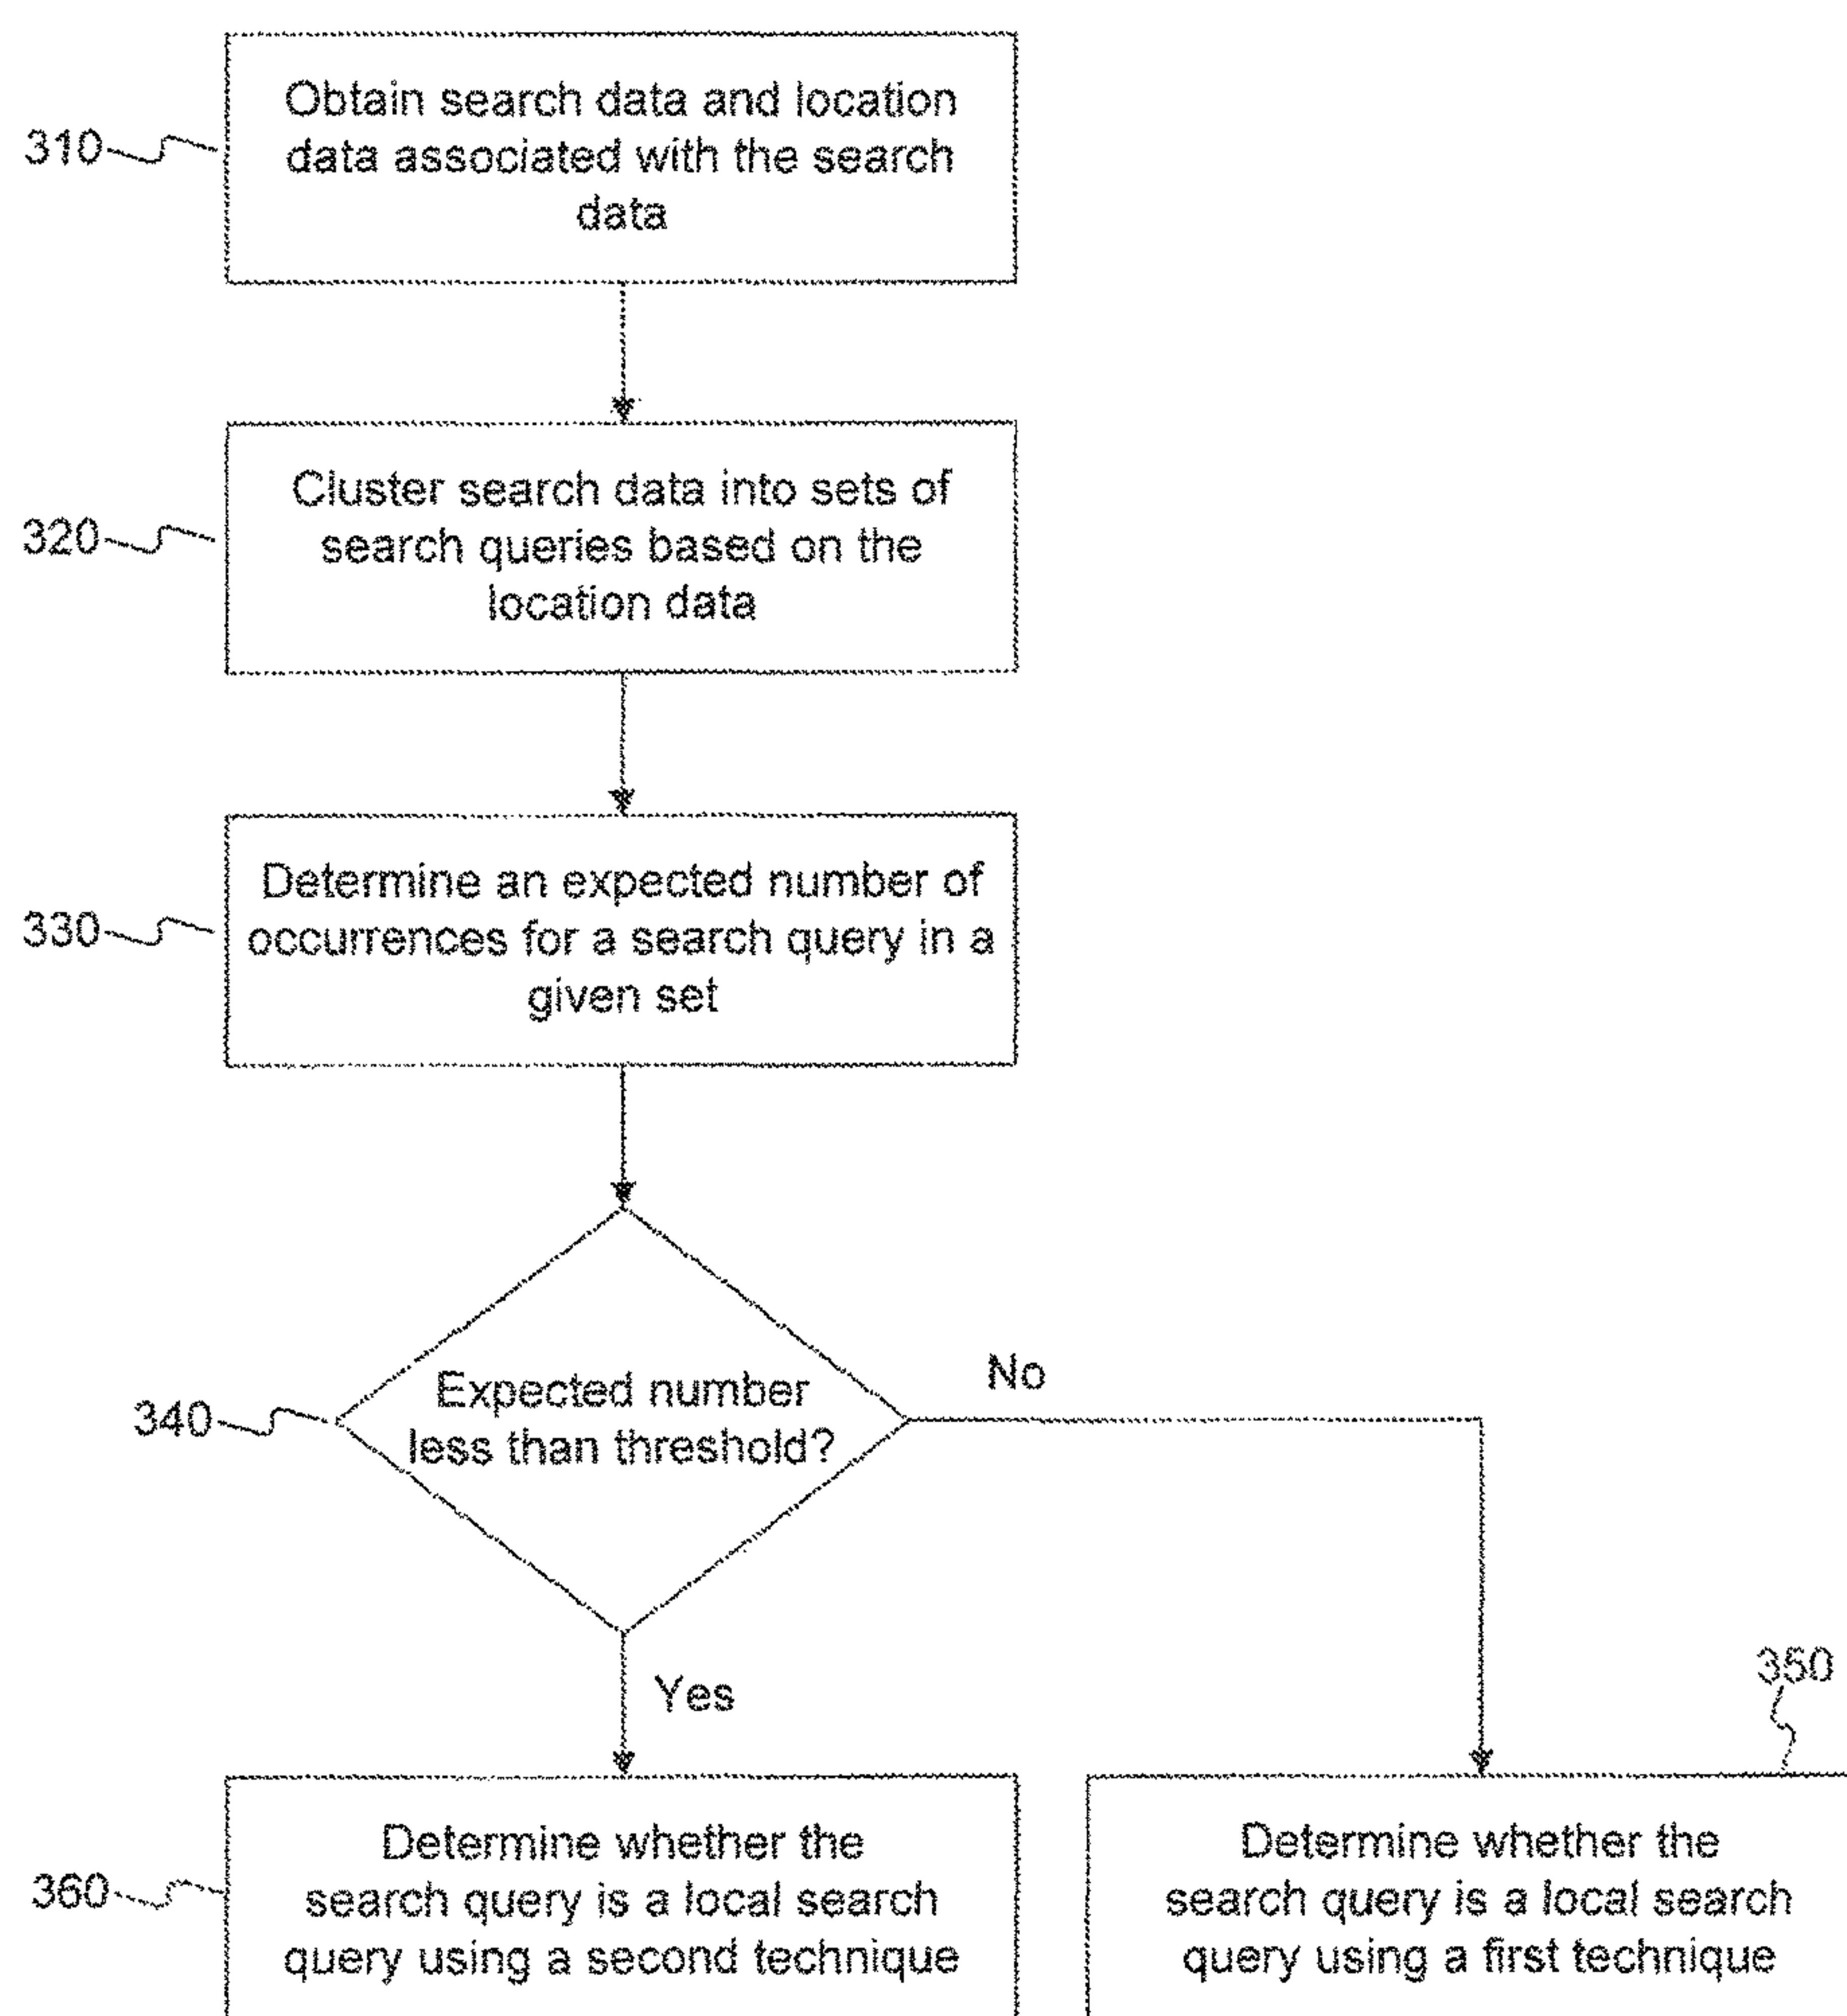 310
Obtain search data and location
data associated with the search
data
320
Cluster search data into sets of
search queries based on the
location data
330
Determine an expected number of
occurrences for a search query in a
given set
340
Expected number
less than threshold?
No
Yes
350
360
Determine whether the
search query is a local search
query using a second technique
Determine whether the
search query is a local search
query using a first technique